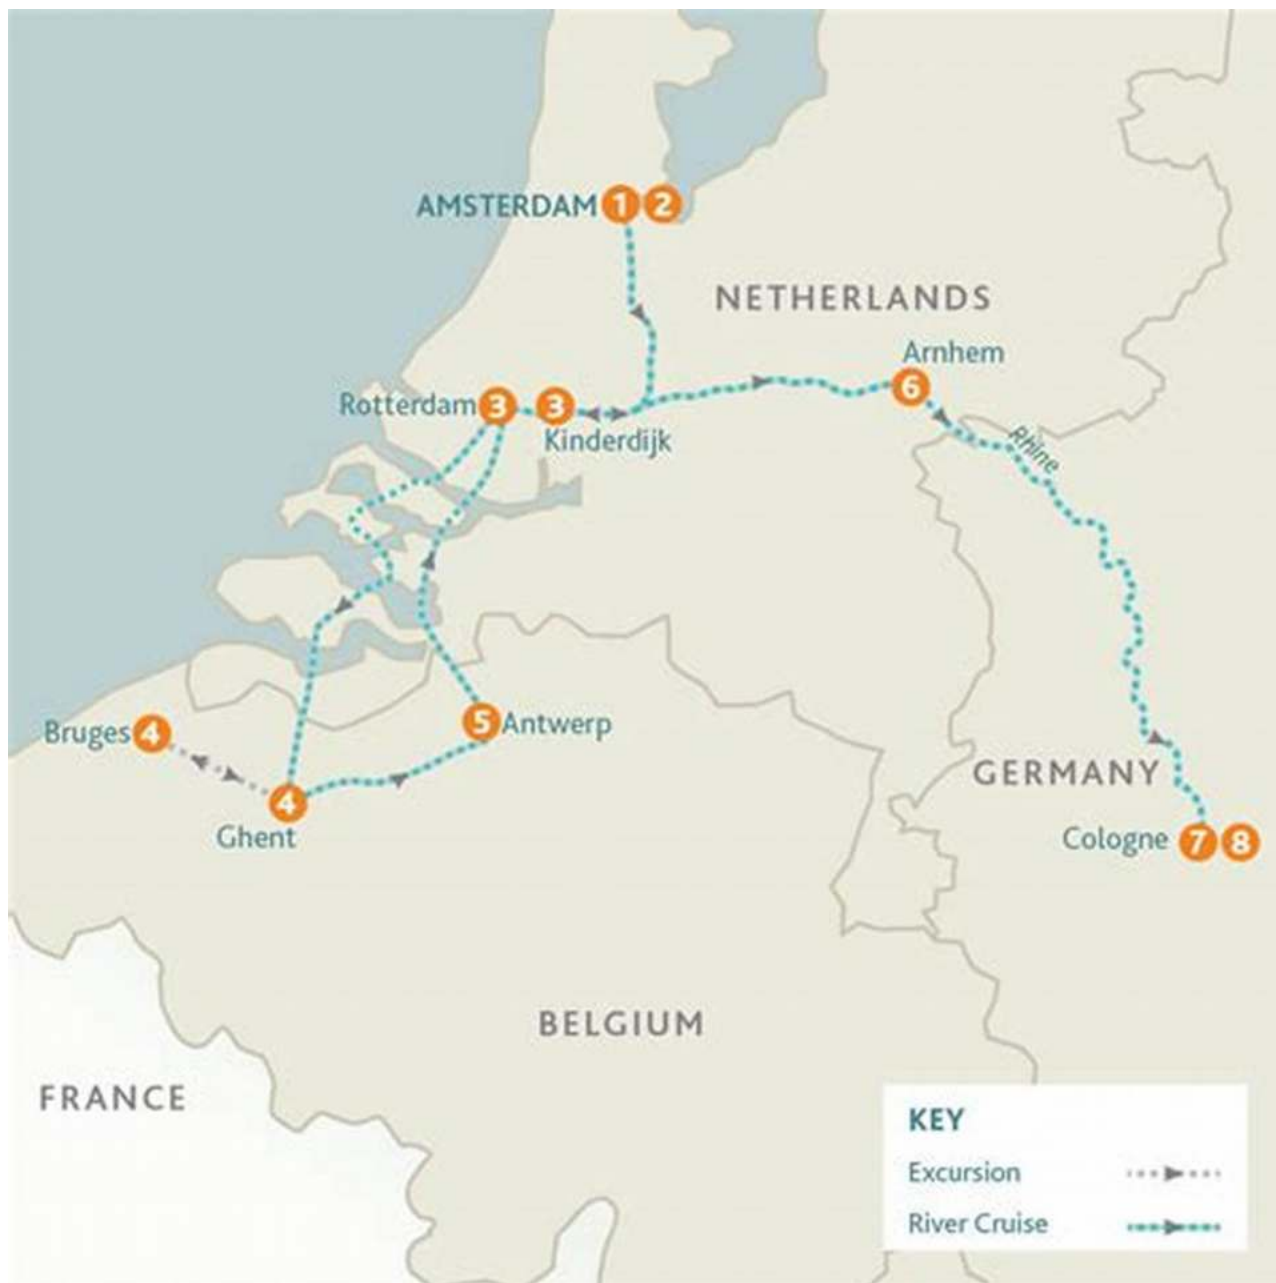 AMSTERDAM 1 2
NETHERLANDS
Arnhem
6
Rotterdam 3 3
Kinderdijk
Rhine
Bruges 4
5 Antwerp
GERMANY
4
Ghent
Cologne 7 8
BELGIUM
FRANCE
KEY
Excursion
River Cruise